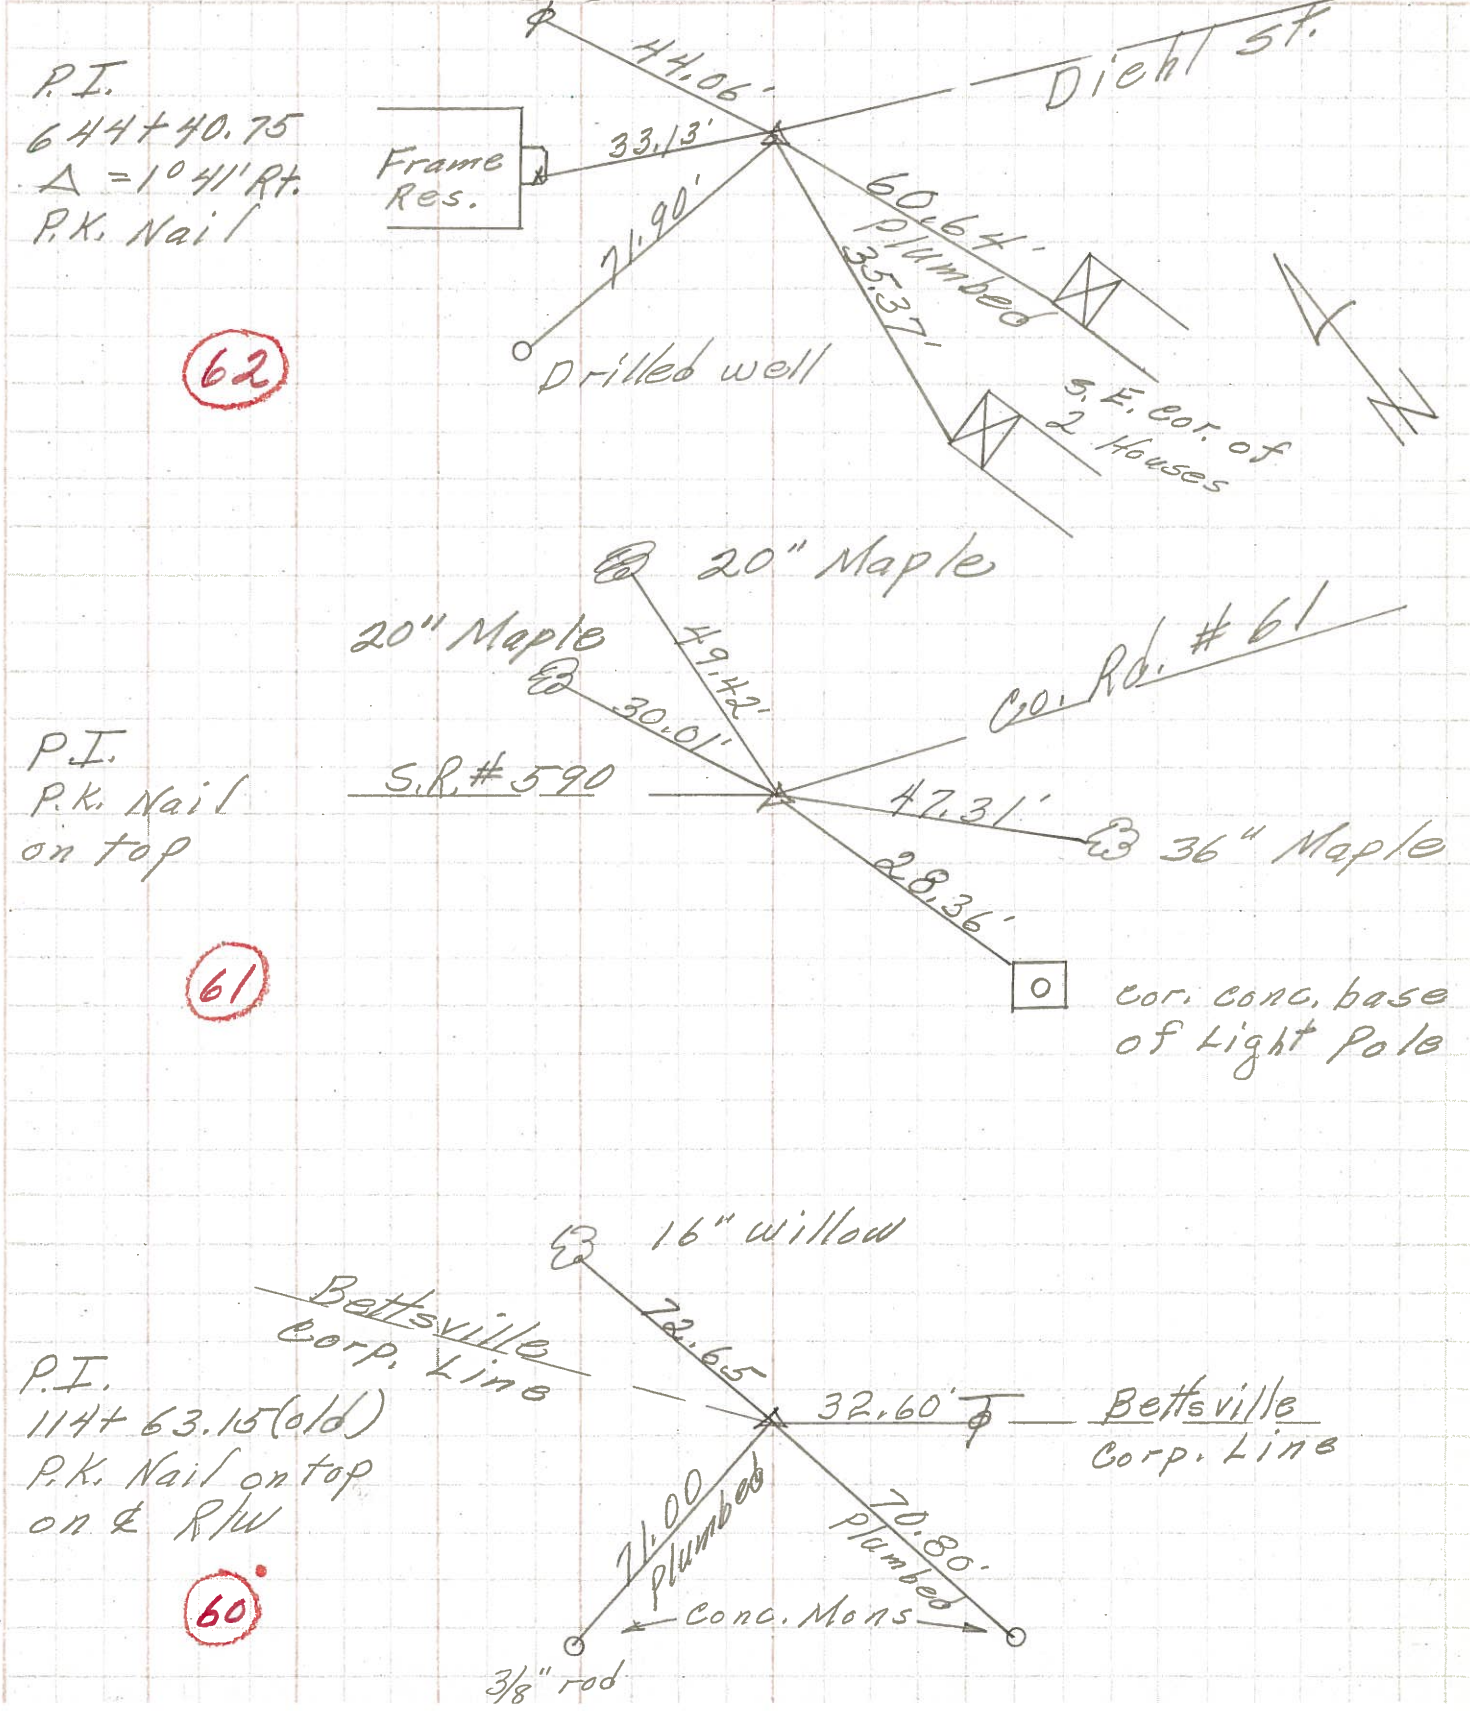 44.06'
Diehl St.
P.I.
644+40.75
Δ = 1° 41' Rt.
P.K. Nail
Frame
Res.
33.13'
71.90'
60.64'
Plumbed
35.37'
62
Drilled well
S.E. Cor. of
2 Houses
N
20" Maple
20" Maple
49.42'
30.01'
Co. Rd. # 61
P.I.
P.K. Nail
on top
S.R. # 590
47.31'
36" Maple
28.36'
61
Cor. Conc. base
of Light Pole
16" Willow
Bettsville
Corp. Line
72.65
P.I.
114+63.15 (old)
P.K. Nail on top
on ℄ R/W
32.60'
Bettsville
Corp. Line
71.00
Plumbed
70.80'
Plumbed
60
Conc. Mons
3/8" rod